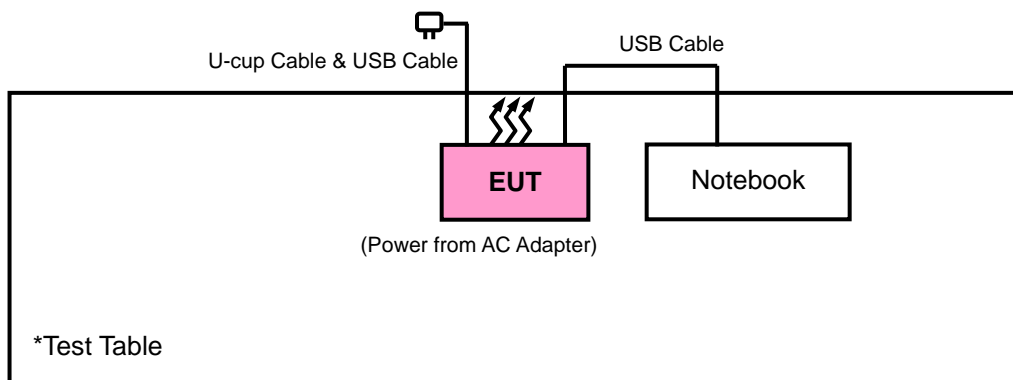 USB Cable
U-cup Cable & USB Cable
EUT
Notebook
(Power from AC Adapter)
*Test Table